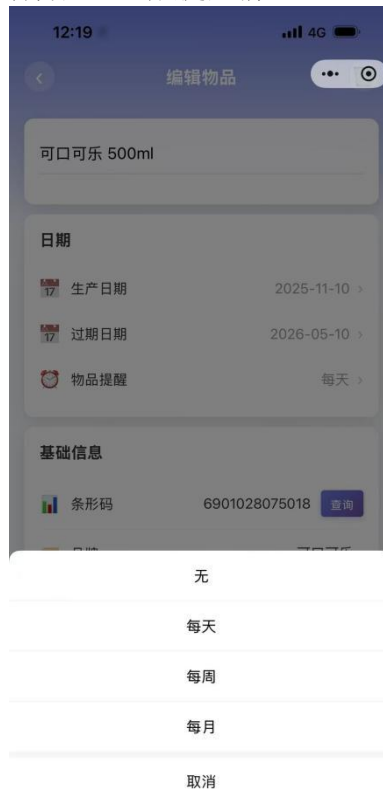 12:19
4G
编辑物品
可口可乐 500ml
日期
生产日期 2025-11-10
过期日期 2026-05-10
物品提醒 每天
基础信息
条形码 6901028075018 查询
无
每天
每周
每月
取消